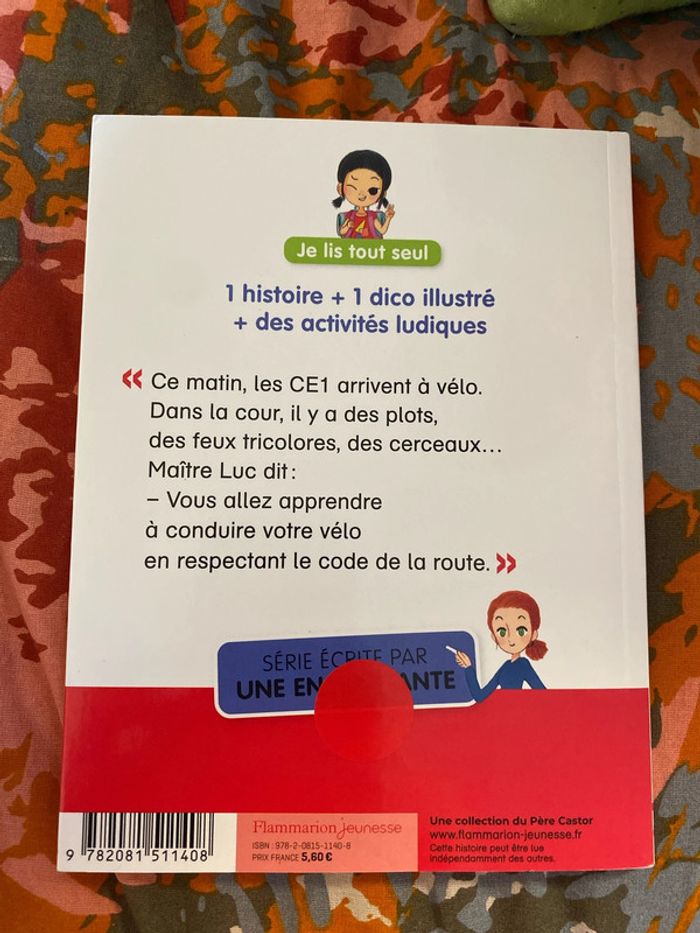 Je lis tout seul
1 histoire + 1 dico illustré
+ des activités ludiques
« Ce matin, les CE1 arrivent à vélo.
Dans la cour, il y a des plots,
des feux tricolores, des cerceaux...
Maître Luc dit :
– Vous allez apprendre
à conduire votre vélo
en respectant le code de la route. »
SÉRIE ÉCRITE PAR
UNE
9 782081 511408
Flammarion jeunesse
ISBN : 978-2-0815-1140-8
PRIX FRANCE 5,60 €
Une collection du Père Castor
www.flammarion-jeunesse.fr
Cette histoire peut être lue
indépendamment des autres.